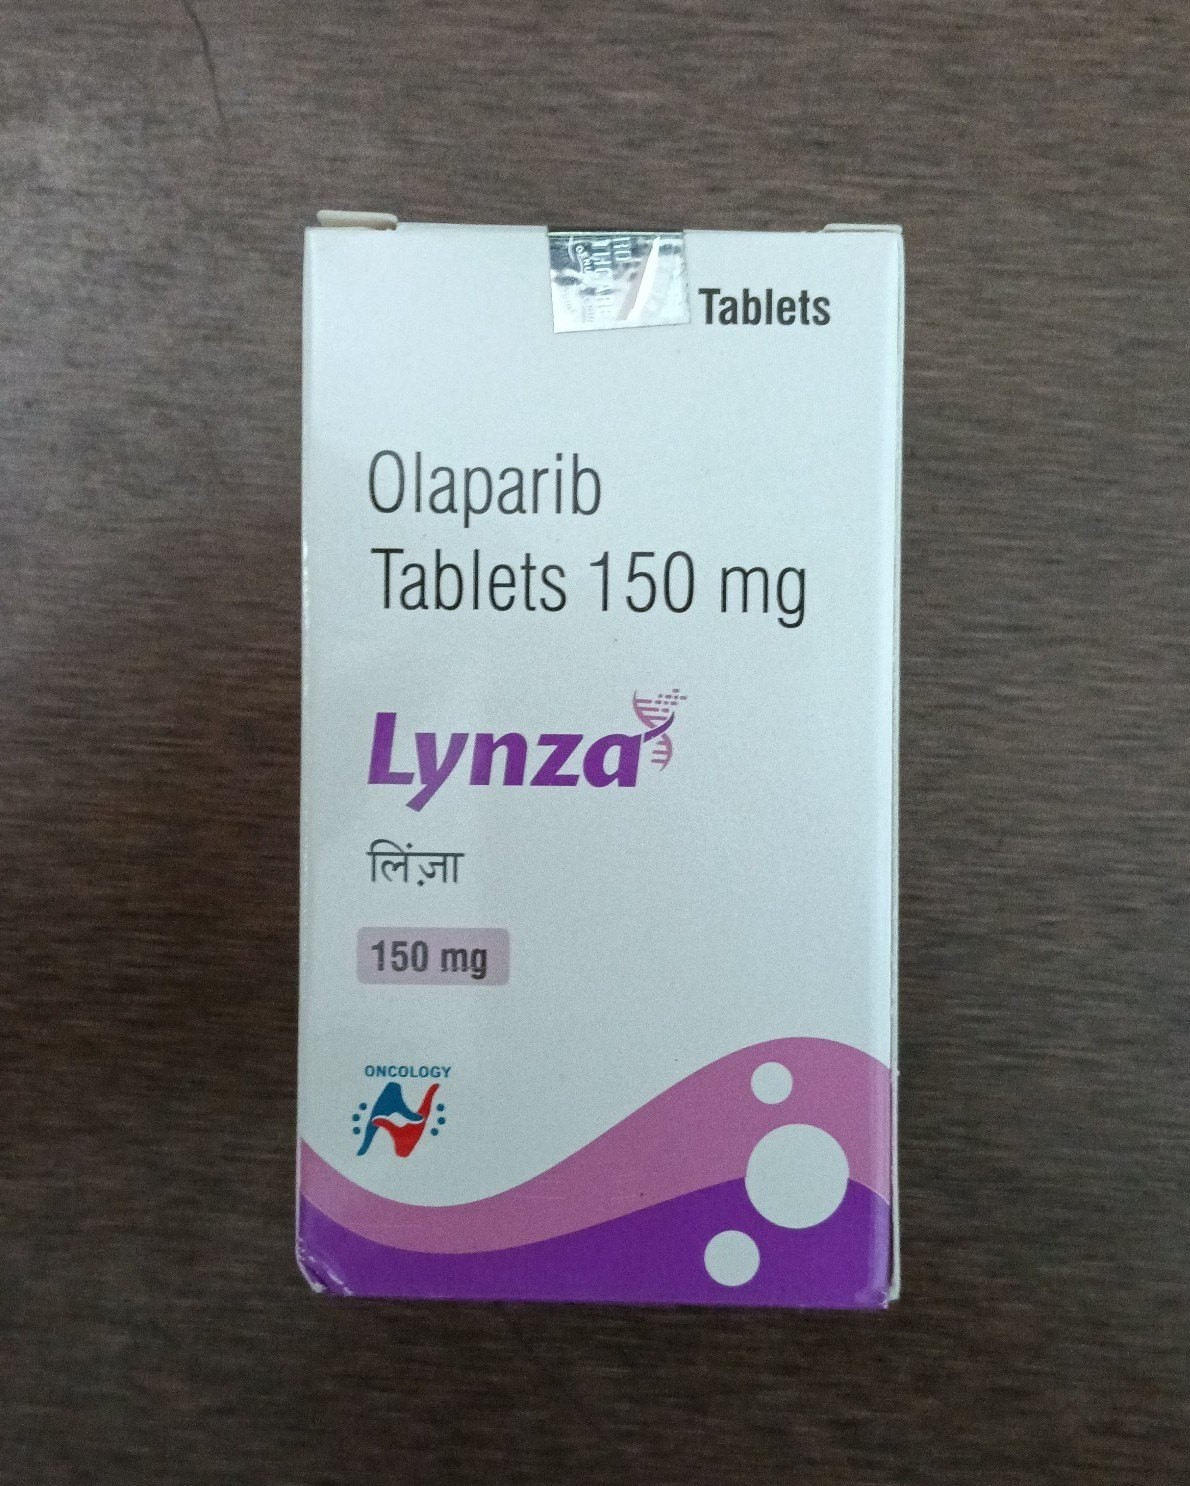 Tablets
Olaparib
Tablets 150 mg
Lynza
लिंज़ा
150 mg
ONCOLOGY